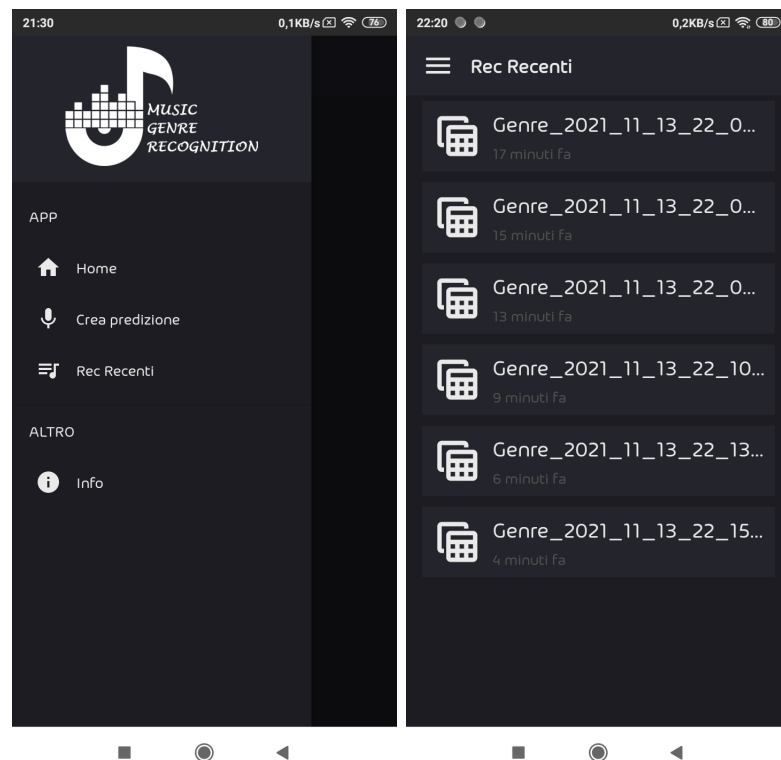 21:30
0,1KB/s
76
MUSIC
GENRE
RECOGNITION
APP
Home
Crea predizione
Rec Recenti
ALTRO
Info
22:20
0,2KB/s
80
Rec Recenti
Genre_2021_11_13_22_0...
17 minuti fa
Genre_2021_11_13_22_0...
15 minuti fa
Genre_2021_11_13_22_0...
13 minuti fa
Genre_2021_11_13_22_10...
9 minuti fa
Genre_2021_11_13_22_13...
6 minuti fa
Genre_2021_11_13_22_15...
4 minuti fa